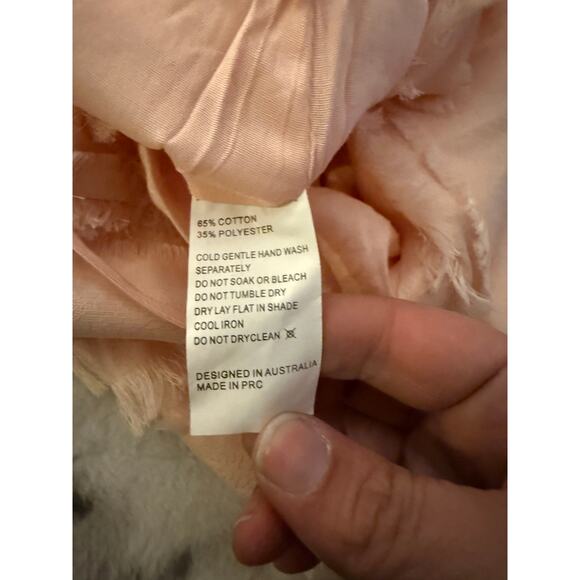 65% COTTON
35% POLYESTER
COLD GENTLE HAND WASH
SEPARATELY
DO NOT SOAK OR BLEACH
DO NOT TUMBLE DRY
DRY LAY FLAT IN SHADE
COOL IRON
DO NOT DRYCLEAN
DESIGNED IN AUSTRALIA
MADE IN PRC